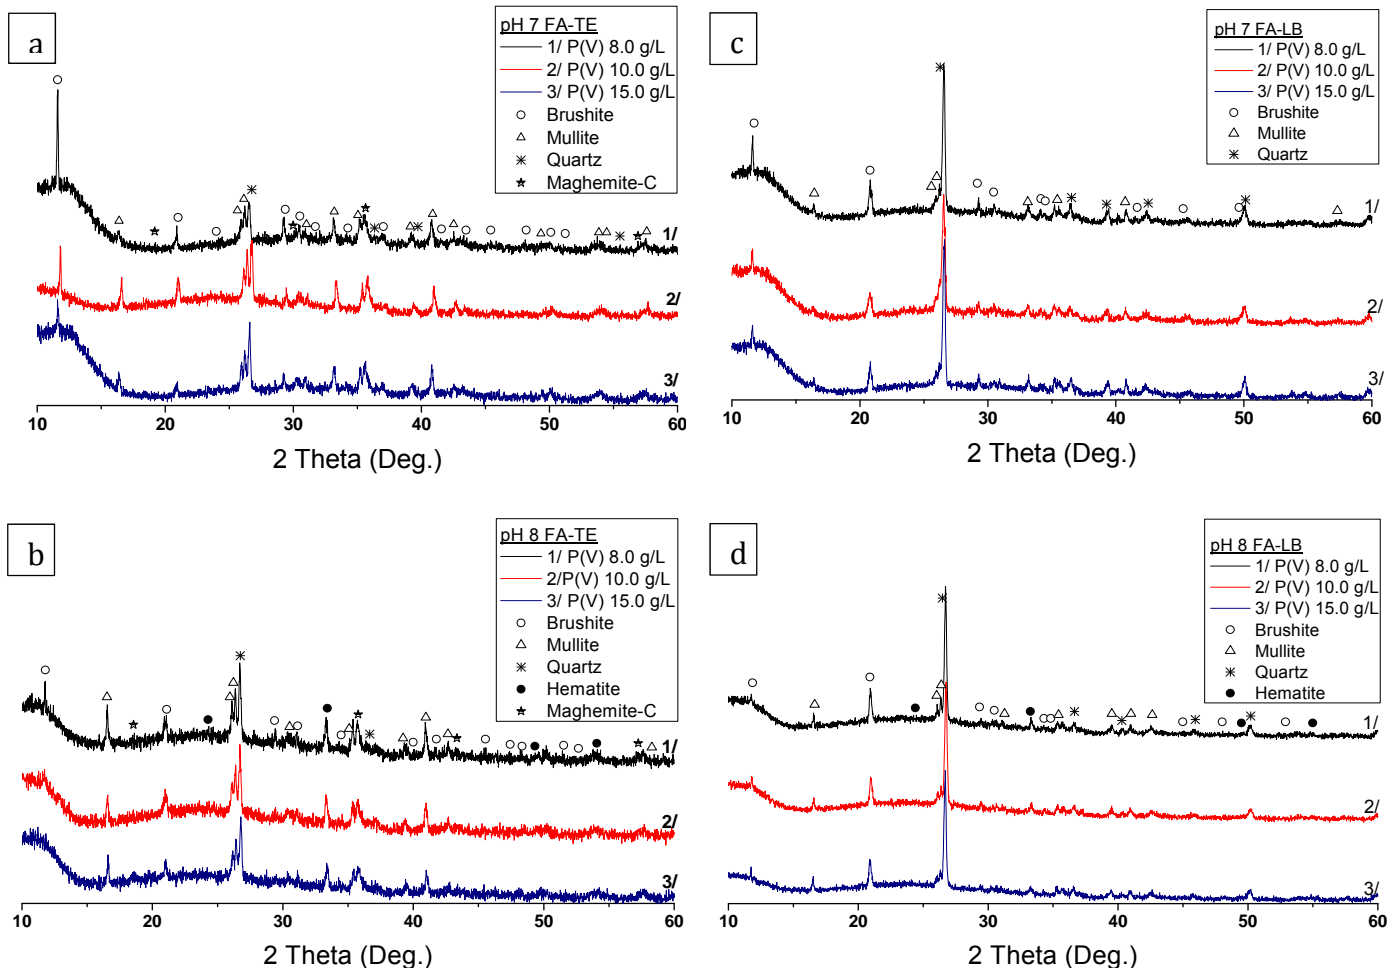 a
pH 7 FA-TE
1/ P(V) 8.0 g/L
2/ P(V) 10.0 g/L
3/ P(V) 15.0 g/L
Brushite
Mullite
Quartz
Maghemite-C
1/
2/
3/
10 20 30 40 50 60
2 Theta (Deg.)
c
pH 7 FA-LB
1/ P(V) 8.0 g/L
2/ P(V) 10.0 g/L
3/ P(V) 15.0 g/L
Brushite
Mullite
Quartz
1/
2/
3/
10 20 30 40 50 60
2 Theta (Deg.)
b
pH 8 FA-TE
1/ P(V) 8.0 g/L
2/P(V) 10.0 g/L
3/ P(V) 15.0 g/L
Brushite
Mullite
Quartz
Hematite
Maghemite-C
1/
2/
3/
10 20 30 40 50 60
2 Theta (Deg.)
d
pH 8 FA-LB
1/ P(V) 8.0 g/L
2/ P(V) 10.0 g/L
3/ P(V) 15.0 g/L
Brushite
Mullite
Quartz
Hematite
1/
2/
3/
10 20 30 40 50 60
2 Theta (Deg.)